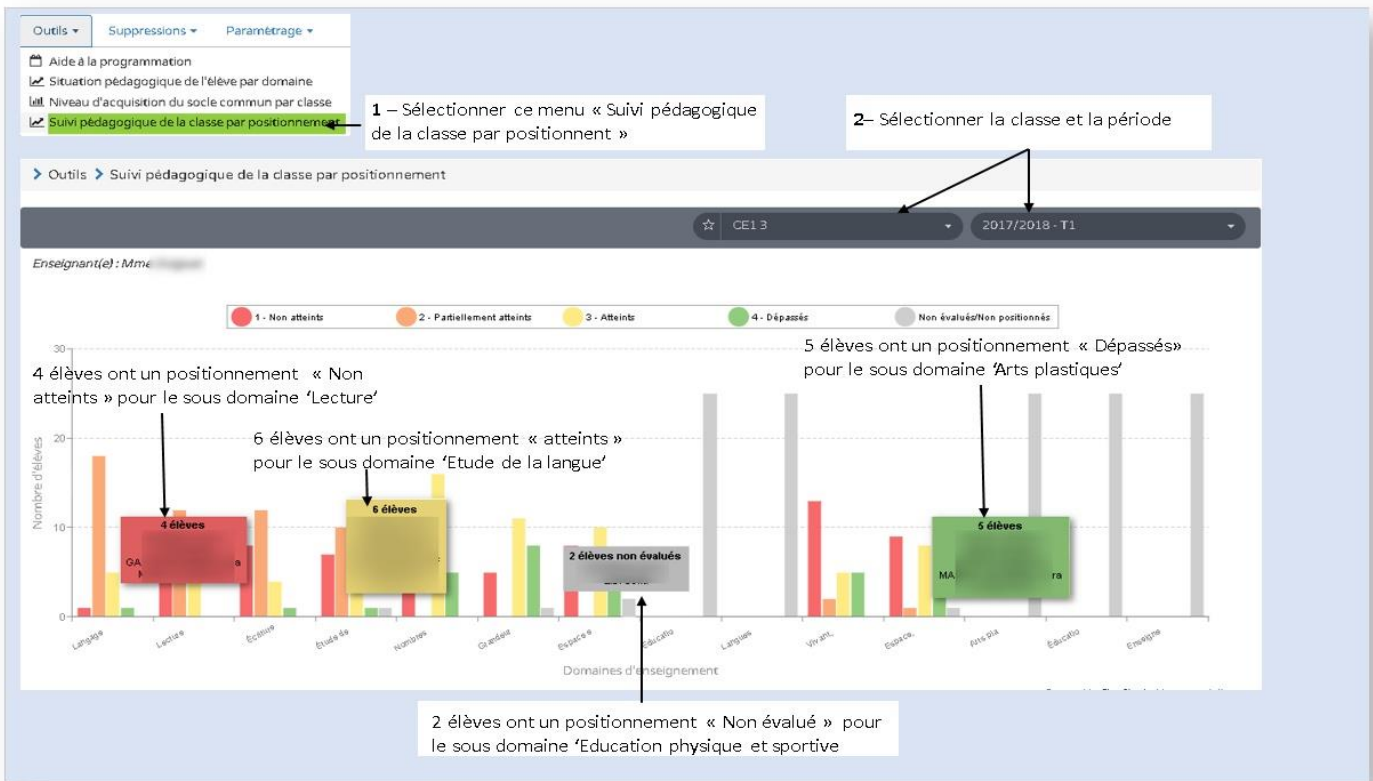 Outils Suppressions Paramétrage
Aide à la programmation
Situation pédagogique de l'élève par domaine
Niveau d'acquisition du socle commun par classe
Suivi pédagogique de la classe par positionnement
1 – Sélectionner ce menu « Suivi pédagogique
de la classe par positionnent »
2– Sélectionner la classe et la période
Outils Suivi pédagogique de la classe par positionnement
CE1 3 2017/2018 - T1
Enseignant(e) : Mme
1 - Non atteints 2 - Partiellement atteints 3 - Atteints 4 - Dépassés Non évalués/Non positionnés
4 élèves ont un positionnement « Non
atteints » pour le sous domaine ‘Lecture’
6 élèves ont un positionnement « atteints »
pour le sous domaine ‘Etude de la langue’
5 élèves ont un positionnement « Dépassés»
pour le sous domaine ‘Arts plastiques’
30
20
10
0
Nombre d'élèves
4 élèves
GA
6 élèves
2 élèves non évalués
5 élèves
MA ra
Langage Lecture Écriture Étude de Nombres Grandeu Espace e Éducatio Langues Vivant, Espace, Arts pla Éducatio Enseigne
Domaines d'enseignement
2 élèves ont un positionnement « Non évalué » pour
le sous domaine ‘Education physique et sportive